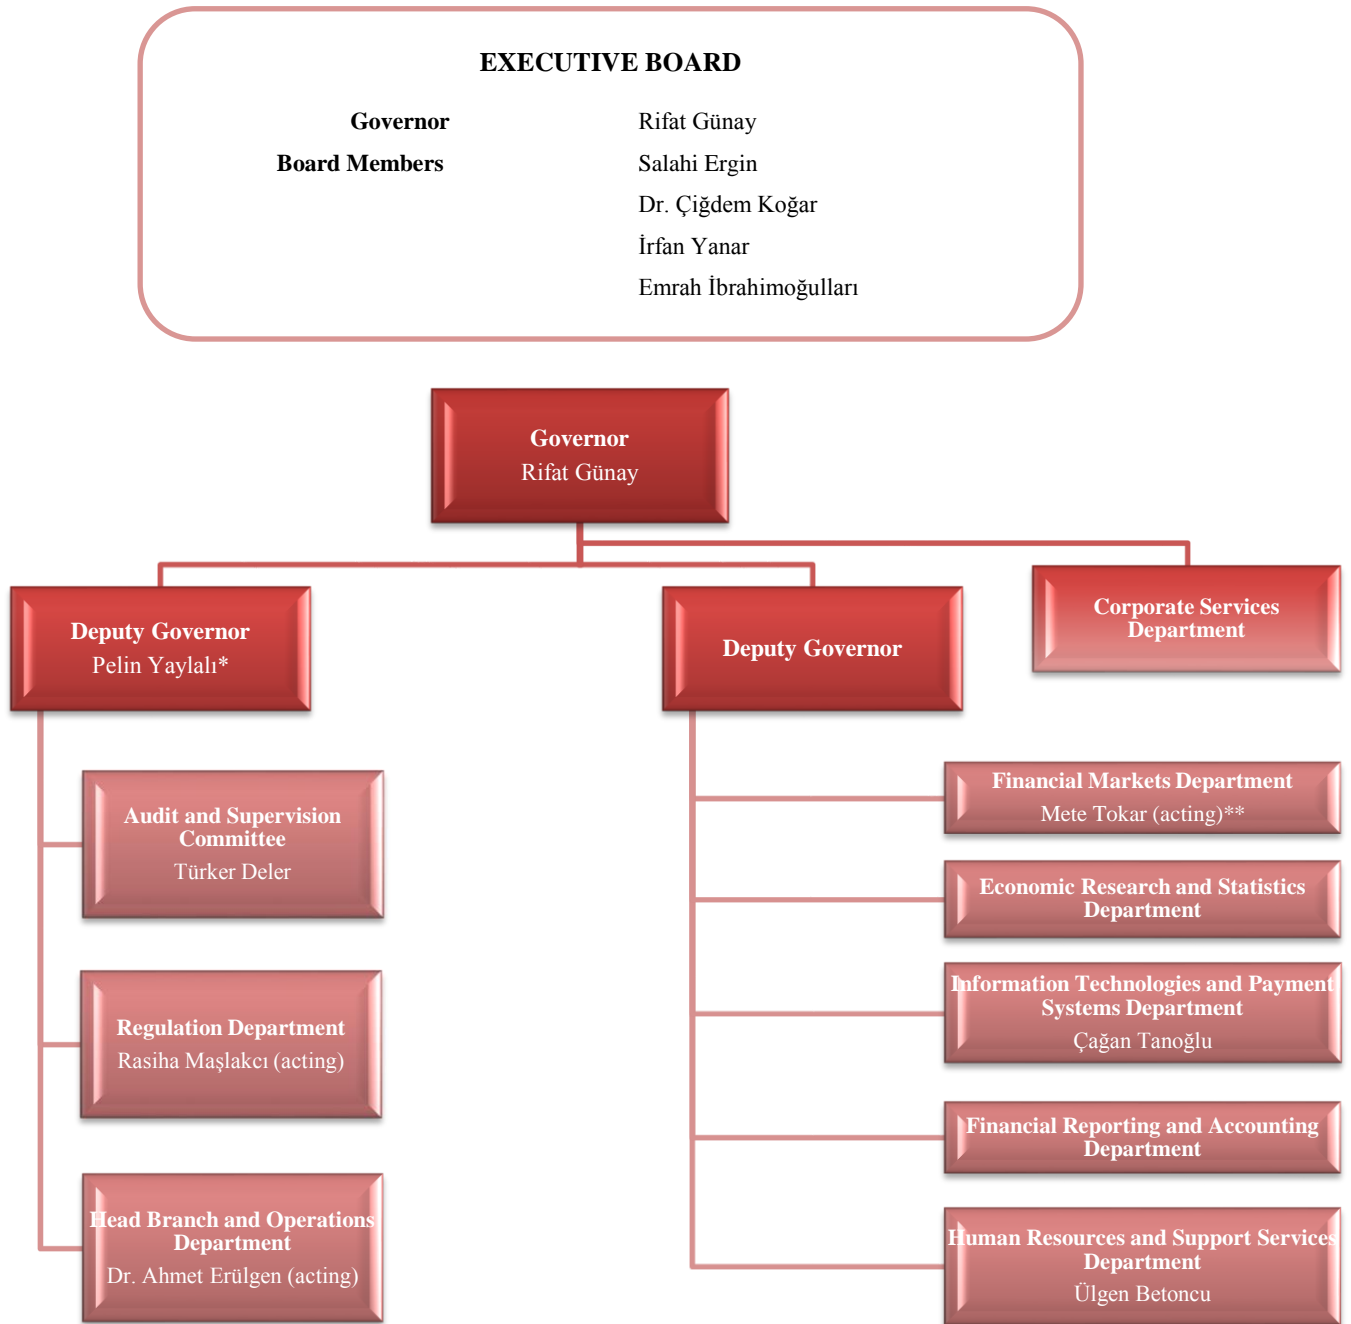 EXECUTIVE BOARD
Governor Rifat Günay
Board Members Salahi Ergin
Dr. Çiğdem Koğar
İrfan Yanar
Emrah İbrahimoğulları
Governor
Rifat Günay
Deputy Governor
Pelin Yaylalı*
Deputy Governor
Corporate Services
Department
Audit and Supervision
Committee
Türker Deler
Regulation Department
Rasiha Maşlakcı (acting)
Head Branch and Operations
Department
Dr. Ahmet Erülgen (acting)
Financial Markets Department
Mete Tokar (acting)**
Economic Research and Statistics
Department
Information Technologies and Payment
Systems Department
Çağan Tanoğlu
Financial Reporting and Accounting
Department
Human Resources and Support Services
Department
Ülgen Betoncu